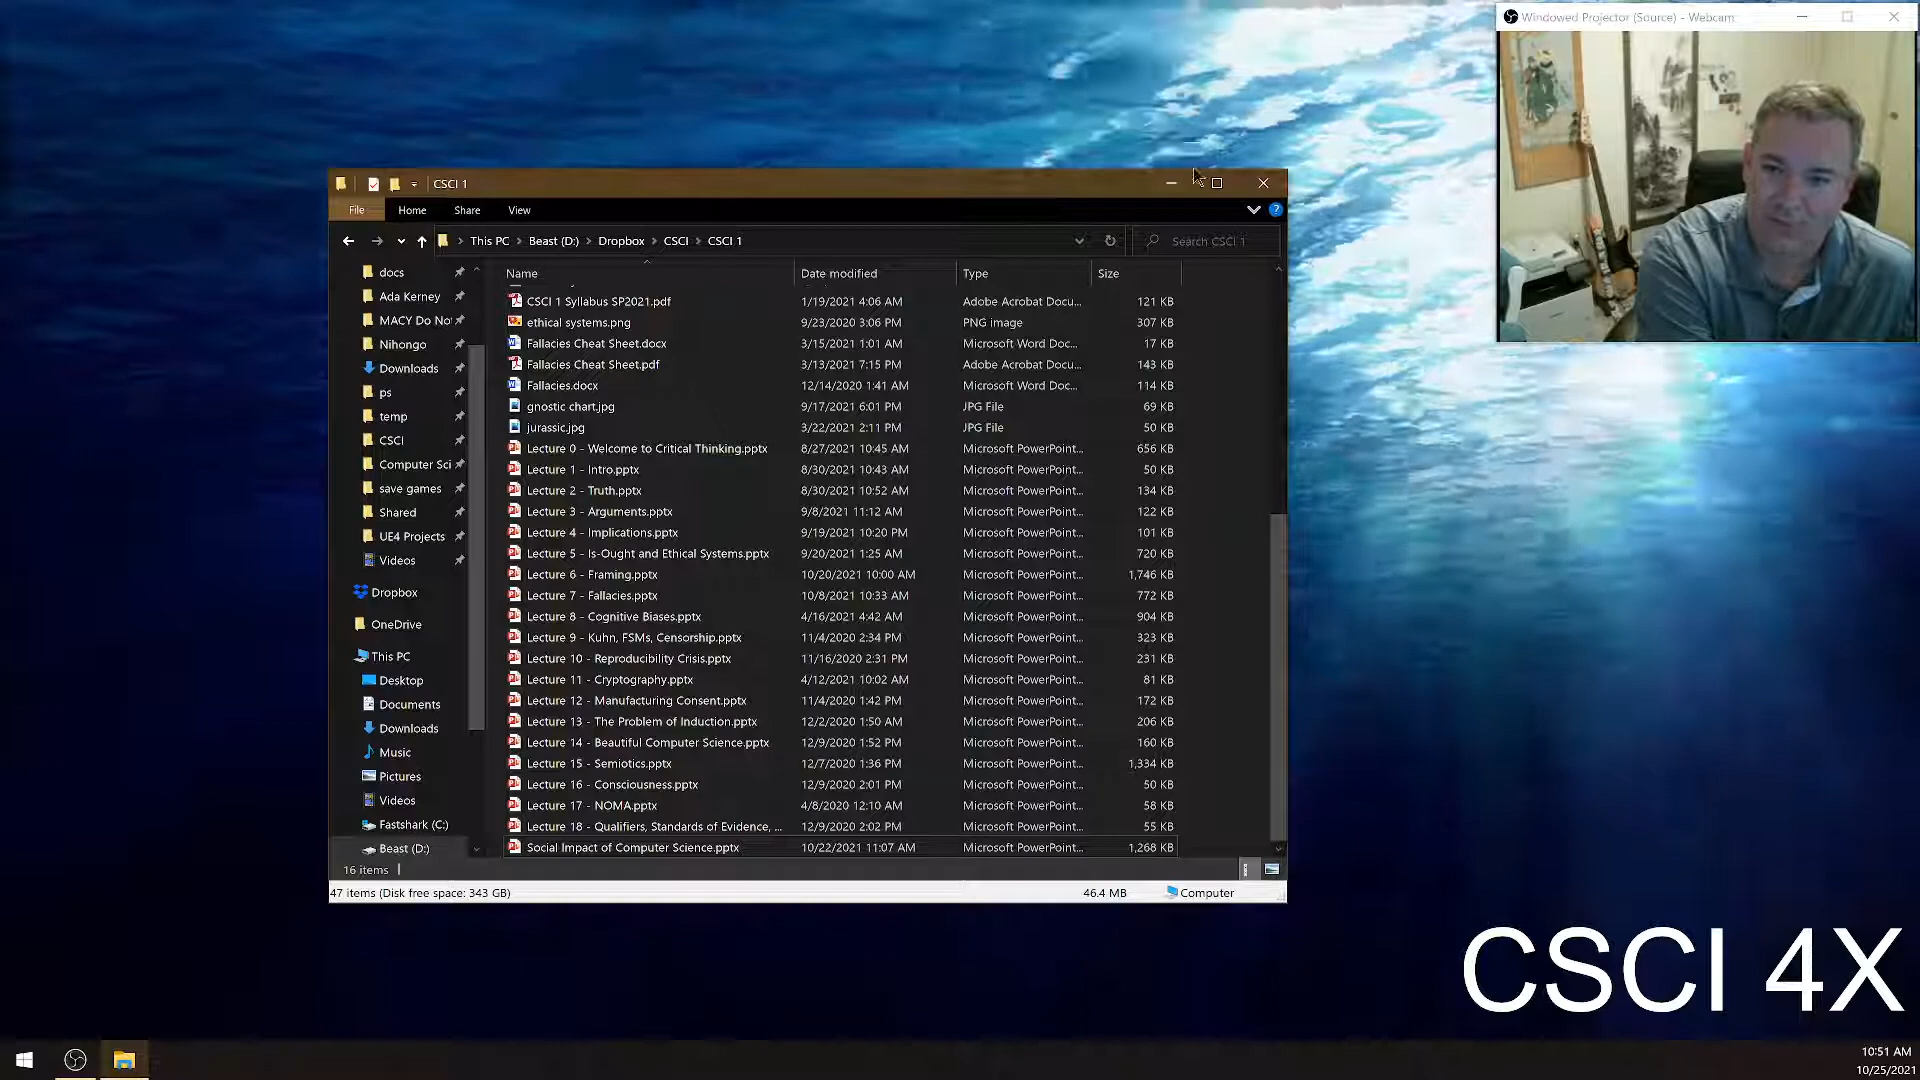 Windowed Projector (Source) - Webcam
CSCI 1
File Home Share View
This PC Beast (D:) Dropbox CSCI CSCI 1 Search CSCI 1
Name Date modified Type Size
docs
Ada Kerney
MACY Do No
Nihongo
Downloads
ps
temp
CSCI
Computer Sci
save games
Shared
UE4 Projects
Videos
Dropbox
OneDrive
This PC
Desktop
Documents
Downloads
Music
Pictures
Videos
Fastshark (C:)
Beast (D:)
CSCI 1 Syllabus SP2021.pdf 1/19/2021 4:06 AM Adobe Acrobat Docu... 121 KB
ethical systems.png 9/23/2020 3:06 PM PNG image 307 KB
Fallacies Cheat Sheet.docx 3/15/2021 1:01 AM Microsoft Word Doc... 17 KB
Fallacies Cheat Sheet.pdf 3/13/2021 7:15 PM Adobe Acrobat Docu... 143 KB
Fallacies.docx 12/14/2020 1:41 AM Microsoft Word Doc... 114 KB
gnostic chart.jpg 9/17/2021 6:01 PM JPG File 69 KB
jurassic.jpg 3/22/2021 2:11 PM JPG File 50 KB
Lecture 0 - Welcome to Critical Thinking.pptx 8/27/2021 10:45 AM Microsoft PowerPoint... 656 KB
Lecture 1 - Intro.pptx 8/30/2021 10:43 AM Microsoft PowerPoint... 50 KB
Lecture 2 - Truth.pptx 8/30/2021 10:52 AM Microsoft PowerPoint... 134 KB
Lecture 3 - Arguments.pptx 9/8/2021 11:12 AM Microsoft PowerPoint... 122 KB
Lecture 4 - Implications.pptx 9/19/2021 10:20 PM Microsoft PowerPoint... 101 KB
Lecture 5 - Is-Ought and Ethical Systems.pptx 9/20/2021 1:25 AM Microsoft PowerPoint... 720 KB
Lecture 6 - Framing.pptx 10/20/2021 10:00 AM Microsoft PowerPoint... 1,746 KB
Lecture 7 - Fallacies.pptx 10/8/2021 10:33 AM Microsoft PowerPoint... 772 KB
Lecture 8 - Cognitive Biases.pptx 4/16/2021 4:42 AM Microsoft PowerPoint... 904 KB
Lecture 9 - Kuhn, FSMs, Censorship.pptx 11/4/2020 2:34 PM Microsoft PowerPoint... 323 KB
Lecture 10 - Reproducibility Crisis.pptx 11/16/2020 2:31 PM Microsoft PowerPoint... 231 KB
Lecture 11 - Cryptography.pptx 4/12/2021 10:02 AM Microsoft PowerPoint... 81 KB
Lecture 12 - Manufacturing Consent.pptx 11/4/2020 1:42 PM Microsoft PowerPoint... 172 KB
Lecture 13 - The Problem of Induction.pptx 12/2/2020 1:50 AM Microsoft PowerPoint... 206 KB
Lecture 14 - Beautiful Computer Science.pptx 12/9/2020 1:52 PM Microsoft PowerPoint... 160 KB
Lecture 15 - Semiotics.pptx 12/7/2020 1:36 PM Microsoft PowerPoint... 1,334 KB
Lecture 16 - Consciousness.pptx 12/9/2020 2:01 PM Microsoft PowerPoint... 50 KB
Lecture 17 - NOMA.pptx 4/8/2020 12:10 AM Microsoft PowerPoint... 58 KB
Lecture 18 - Qualifiers, Standards of Evidence, ... 12/9/2020 2:02 PM Microsoft PowerPoint... 55 KB
Social Impact of Computer Science.pptx 10/22/2021 11:07 AM Microsoft PowerPoint... 1,268 KB
16 items
47 items (Disk free space: 343 GB) 46.4 MB Computer
CSCI 4X
10:51 AM
10/25/2021